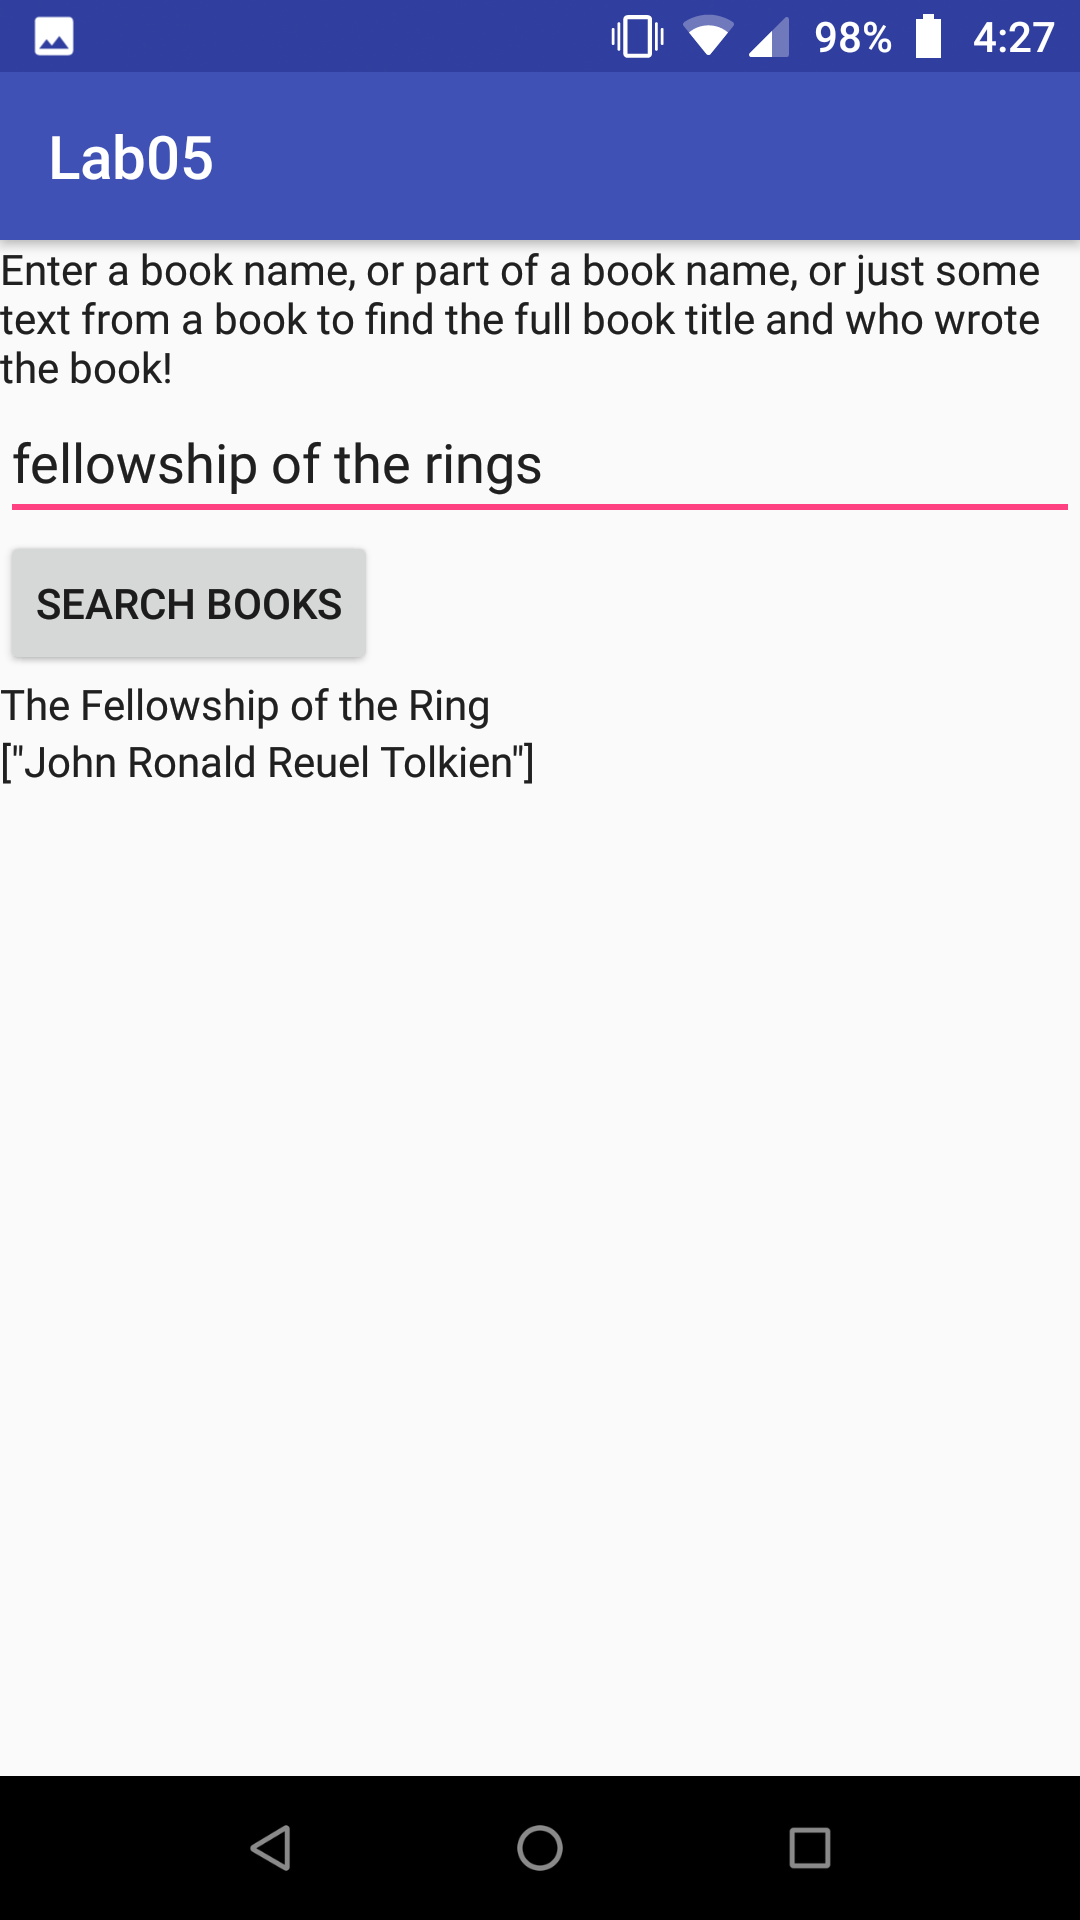 98% 4:27
Lab05
Enter a book name, or part of a book name, or just some
text from a book to find the full book title and who wrote
the book!
fellowship of the rings
SEARCH BOOKS
The Fellowship of the Ring
["John Ronald Reuel Tolkien"]